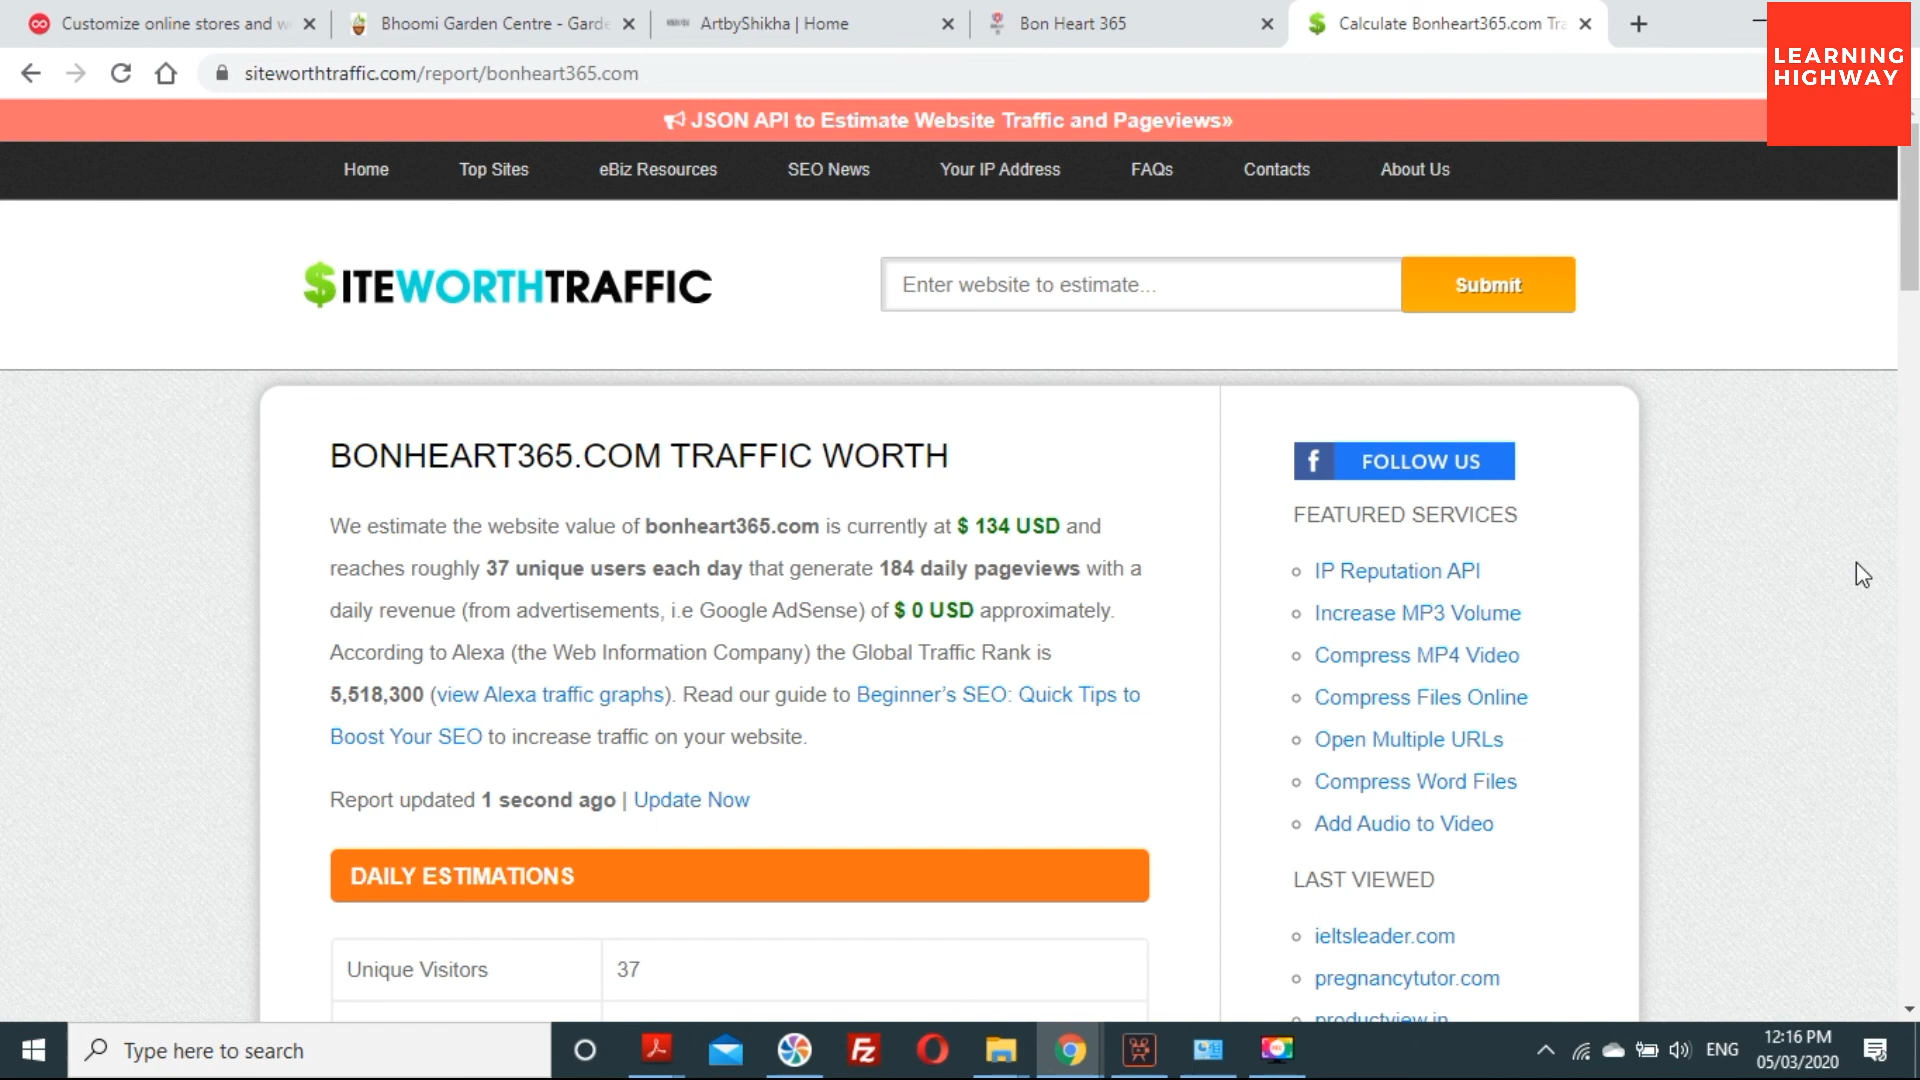 Customize online stores and w
Bhoomi Garden Centre - Garde
ArtbyShikha | Home
Bon Heart 365
Calculate Bonheart365.com Tra
siteworthtraffic.com/report/bonheart365.com
LEARNING
HIGHWAY
JSON API to Estimate Website Traffic and Pageviews»
Home
Top Sites
eBiz Resources
SEO News
Your IP Address
FAQs
Contacts
About Us
$ITEWORTHTRAFFIC
Enter website to estimate...
Submit
BONHEART365.COM TRAFFIC WORTH
We estimate the website value of bonheart365.com is currently at $ 134 USD and
reaches roughly 37 unique users each day that generate 184 daily pageviews with a
daily revenue (from advertisements, i.e Google AdSense) of $ 0 USD approximately.
According to Alexa (the Web Information Company) the Global Traffic Rank is
5,518,300 (view Alexa traffic graphs). Read our guide to Beginner’s SEO: Quick Tips to
Boost Your SEO to increase traffic on your website.
Report updated 1 second ago | Update Now
DAILY ESTIMATIONS
Unique Visitors
37
f FOLLOW US
FEATURED SERVICES
IP Reputation API
Increase MP3 Volume
Compress MP4 Video
Compress Files Online
Open Multiple URLs
Compress Word Files
Add Audio to Video
LAST VIEWED
ieltsleader.com
pregnancytutor.com
productview.in
Type here to search
Fz
ENG
12:16 PM
05/03/2020